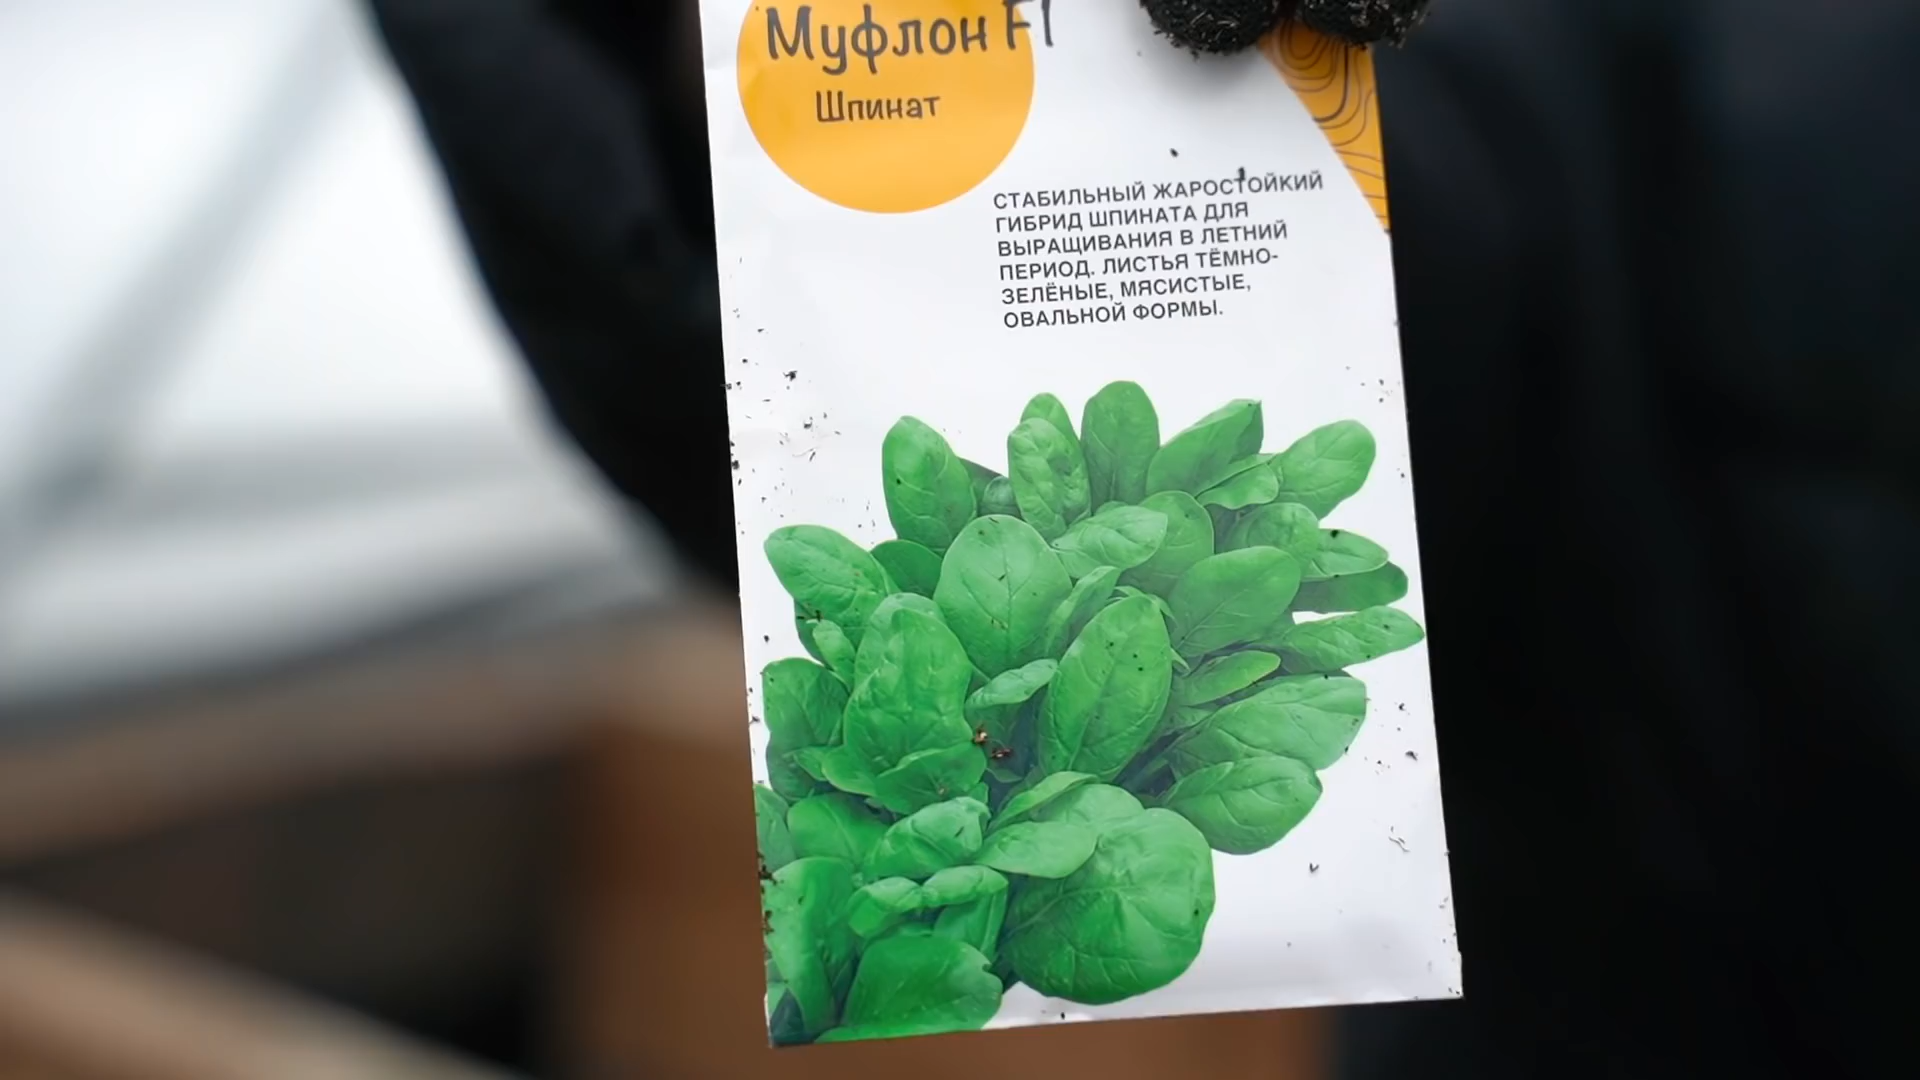 Муфлон F1
Шпинат
СТАБИЛЬНЫЙ ЖАРОСТОЙКИЙ
ГИБРИД ШПИНАТА ДЛЯ
ВЫРАЩИВАНИЯ В ЛЕТНИЙ
ПЕРИОД. ЛИСТЬЯ ТЁМНО-
ЗЕЛЁНЫЕ, МЯСИСТЫЕ,
ОВАЛЬНОЙ ФОРМЫ.